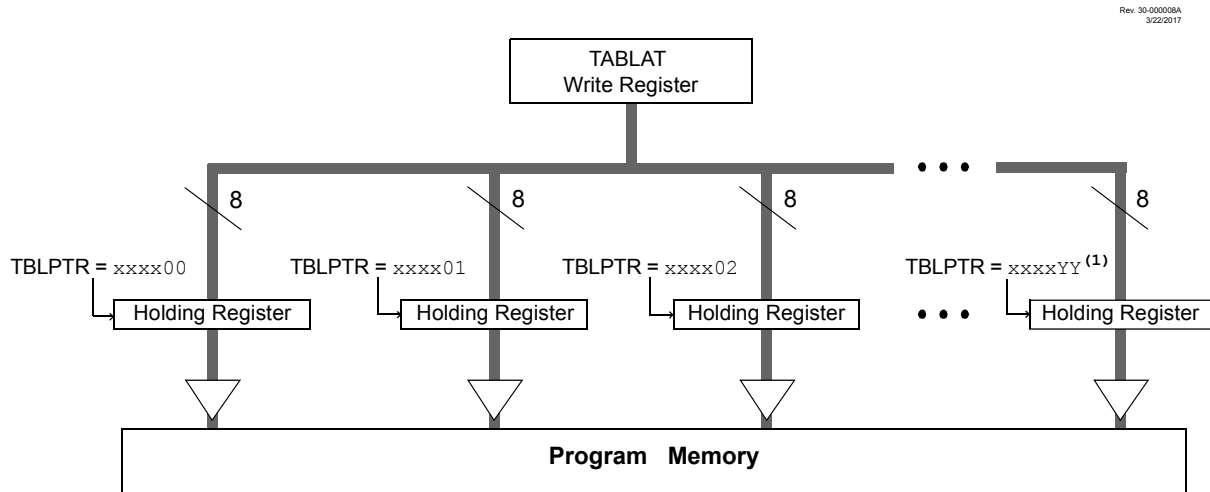 Rev. 30-000008A
3/22/2017
TABLAT
Write Register
8
8
8
8
TBLPTR = xxxx00
TBLPTR = xxxx01
TBLPTR = xxxx02
TBLPTR = xxxxYY(1)
Holding Register
Holding Register
Holding Register
Holding Register
Program Memory